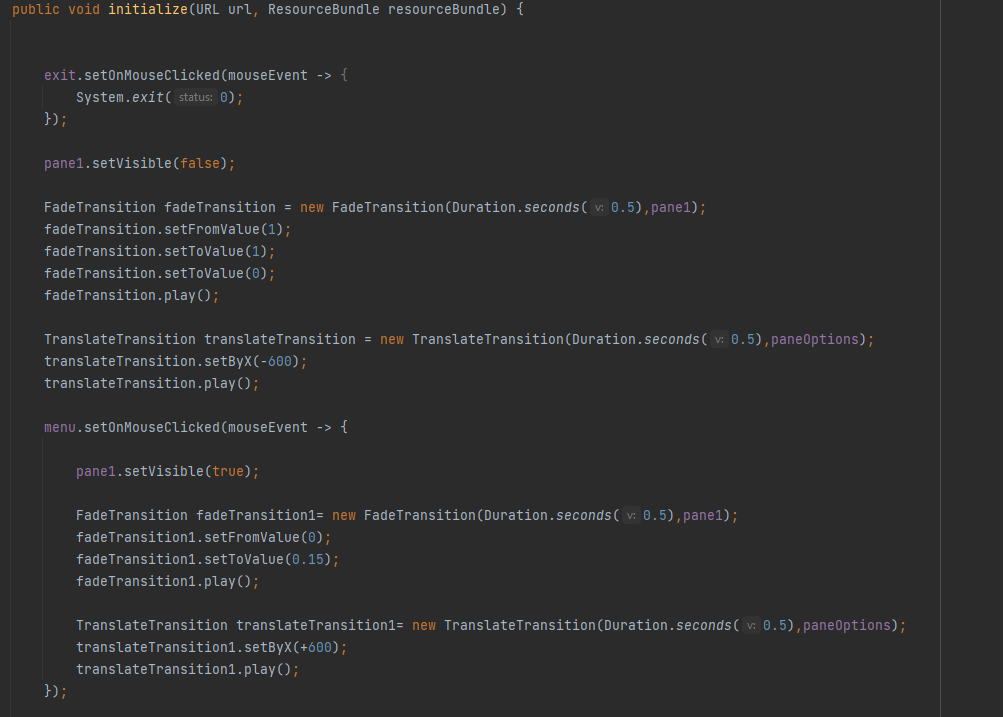 public void initialize(URL url, ResourceBundle resourceBundle) {
exit.setOnMouseClicked(mouseEvent -> {
System.exit( status: 0);
});
pane1.setVisible(false);
FadeTransition fadeTransition = new FadeTransition(Duration.seconds( v: 0.5),pane1);
fadeTransition.setFromValue(1);
fadeTransition.setToValue(1);
fadeTransition.setToValue(0);
fadeTransition.play();
TranslateTransition translateTransition = new TranslateTransition(Duration.seconds( v: 0.5),paneOptions);
translateTransition.setByX(-600);
translateTransition.play();
menu.setOnMouseClicked(mouseEvent -> {
pane1.setVisible(true);
FadeTransition fadeTransition1= new FadeTransition(Duration.seconds( v: 0.5),pane1);
fadeTransition1.setFromValue(0);
fadeTransition1.setToValue(0.15);
fadeTransition1.play();
TranslateTransition translateTransition1= new TranslateTransition(Duration.seconds( v: 0.5),paneOptions);
translateTransition1.setByX(+600);
translateTransition1.play();
});